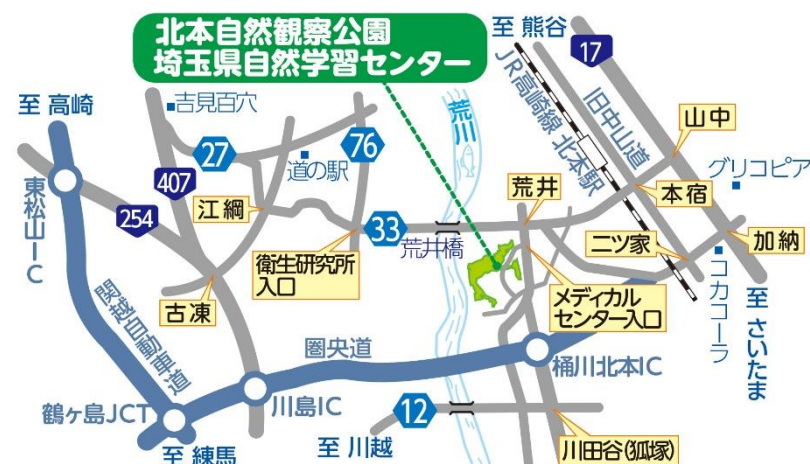 北本自然観察公園
埼玉県自然学習センター
至 熊谷
17
至 高崎
吉見百穴
荒川
JR高崎線 北本駅
旧中山道
山中
27
道の駅
76
グリコピア
東松山IC
407
254
江綱
33
荒井橋
荒井
本宿
衛生研究所
入口
二ツ家
加納
古凍
メディカル
センター入口
コカコーラ
至 さいたま
関越自動車道
圏央道
桶川北本IC
鶴ヶ島JCT
川島IC
12
至 練馬
至 川越
川田谷(狐塚)